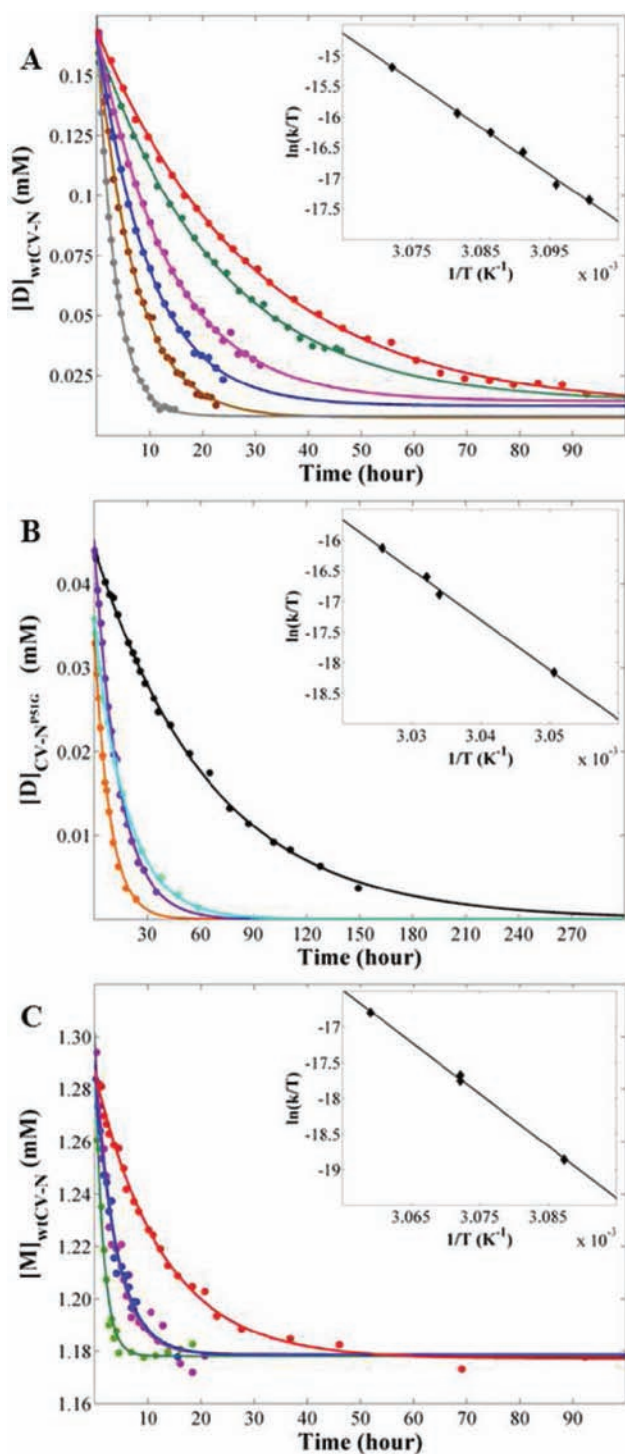 A
[D]wtCV-N (mM)
0.15
0.125
0.1
0.075
0.05
0.025
10 20 30 40 50 60 70 80 90
Time (hour)
ln(k/T)
-15
-15.5
-16
-16.5
-17
-17.5
3.075 3.085 3.095
1/T (K⁻¹) x 10⁻³
B
[D]CV-N^P51G (mM)
0.04
0.03
0.02
0.01
30 60 90 120 150 180 210 240 270
Time (hour)
ln(k/T)
-16
-16.5
-17
-17.5
-18
-18.5
3.03 3.04 3.05
1/T (K⁻¹) x 10⁻³
C
[M]wtCV-N (mM)
1.30
1.28
1.26
1.24
1.22
1.20
1.18
1.16
10 20 30 40 50 60 70 80 90
Time (hour)
ln(k/T)
-17
-17.5
-18
-18.5
-19
3.065 3.075 3.085
1/T (K⁻¹) x 10⁻³